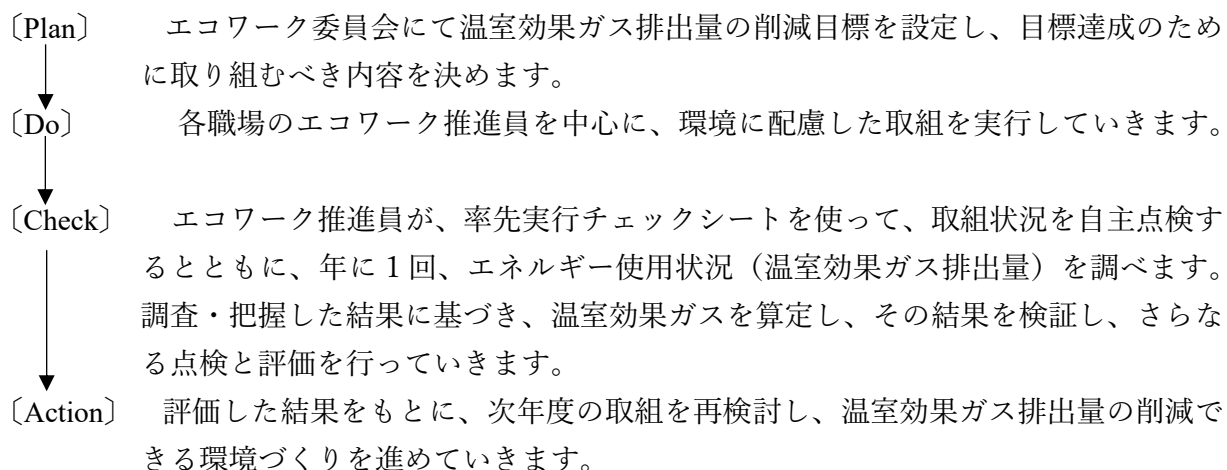 〔Plan〕 エコワーク委員会にて温室効果ガス排出量の削減目標を設定し、目標達成のため
に取り組むべき内容を決めます。
〔Do〕 各職場のエコワーク推進員を中心に、環境に配慮した取組を実行していきます。
〔Check〕 エコワーク推進員が、率先実行チェックシートを使って、取組状況を自主点検す
るとともに、年に1回、エネルギー使用状況（温室効果ガス排出量）を調べます。
調査・把握した結果に基づき、温室効果ガスを算定し、その結果を検証し、さらな
る点検と評価を行っていきます。
〔Action〕 評価した結果をもとに、次年度の取組を再検討し、温室効果ガス排出量の削減で
きる環境づくりを進めていきます。